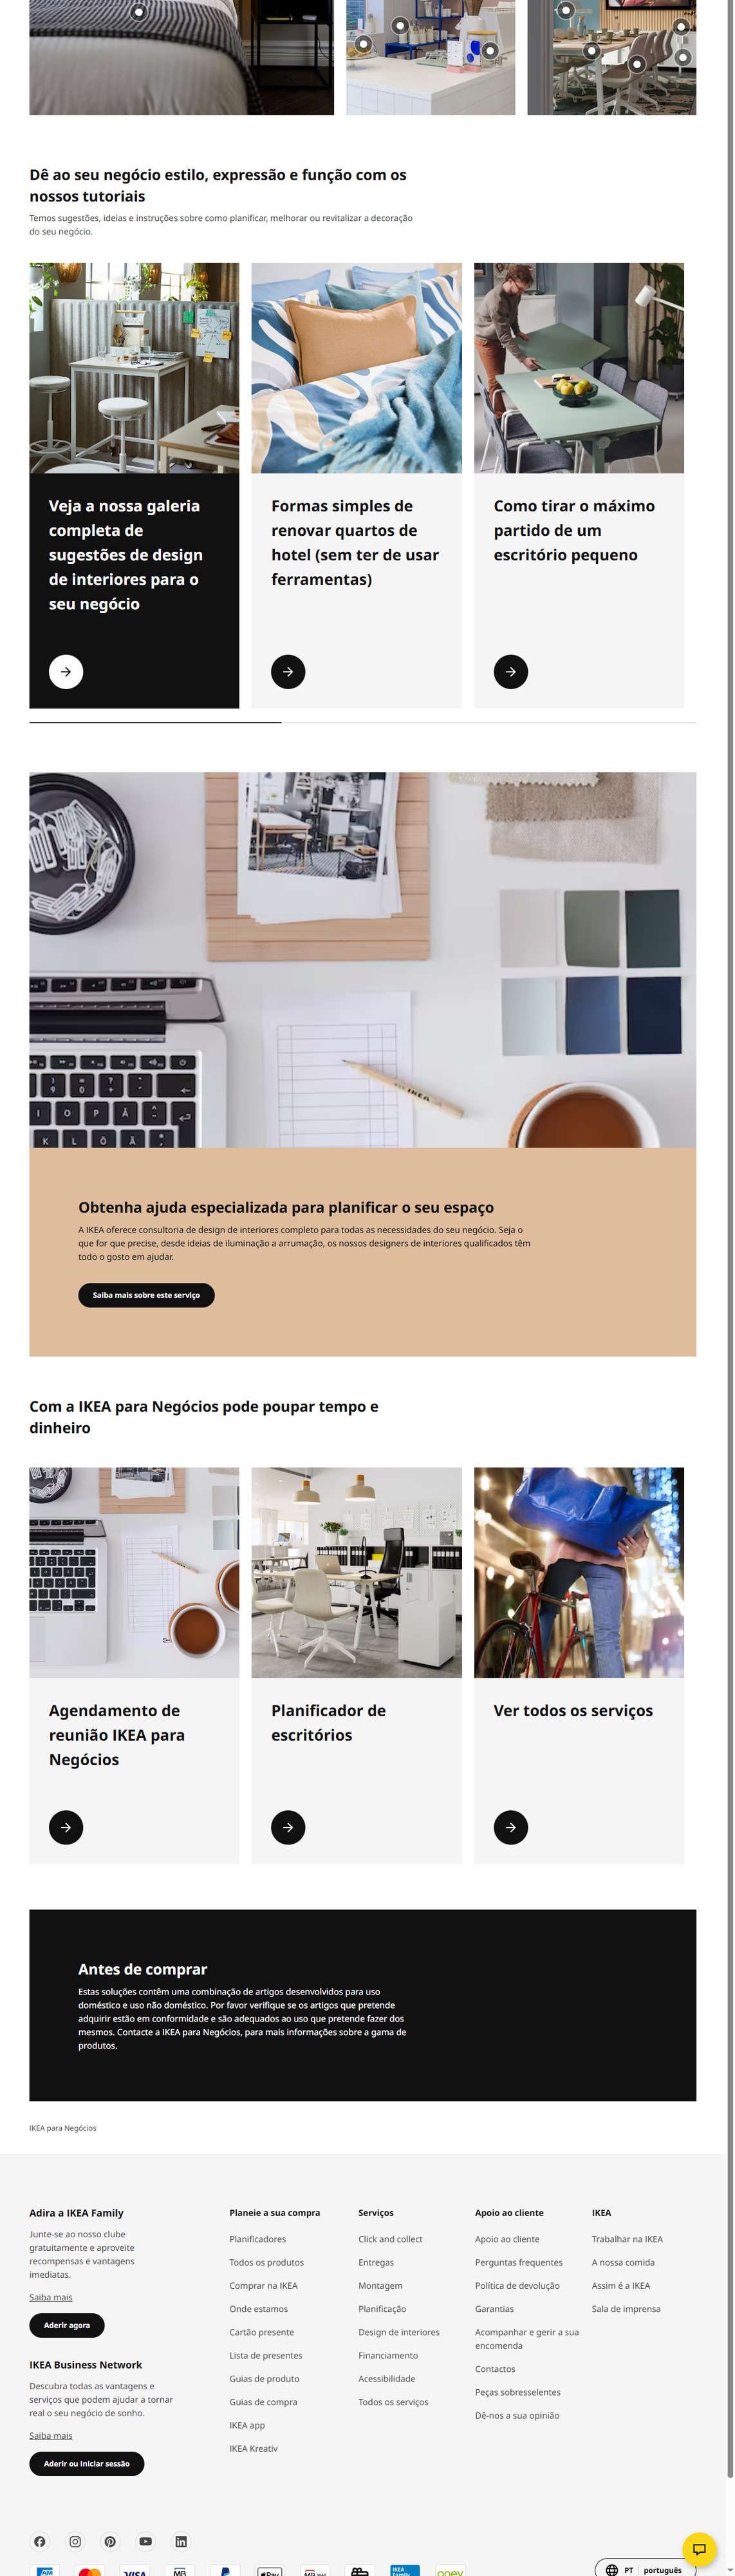 Dê ao seu negócio estilo, expressão e função com os
nossos tutoriais
Temos sugestões, ideias e instruções sobre como planificar, melhorar ou revitalizar a decoração
do seu negócio.
Veja a nossa galeria
completa de
sugestões de design
de interiores para o
seu negócio
Formas simples de
renovar quartos de
hotel (sem ter de usar
ferramentas)
Como tirar o máximo
partido de um
escritório pequeno
IKEA
Obtenha ajuda especializada para planificar o seu espaço
A IKEA oferece consultoria de design de interiores completo para todas as necessidades do seu negócio. Seja o
que for que precise, desde ideias de iluminação a arrumação, os nossos designers de interiores qualificados têm
todo o gosto em ajudar.
Saiba mais sobre este serviço
Com a IKEA para Negócios pode poupar tempo e
dinheiro
Agendamento de
reunião IKEA para
Negócios
Planificador de
escritórios
Ver todos os serviços
Antes de comprar
Estas soluções contêm uma combinação de artigos desenvolvidos para uso
doméstico e uso não doméstico. Por favor verifique se os artigos que pretende
adquirir estão em conformidade e são adequados ao uso que pretende fazer dos
mesmos. Contacte a IKEA para Negócios, para mais informações sobre a gama de
produtos.
IKEA para Negócios
Adira a IKEA Family
Junte-se ao nosso clube
gratuitamente e aproveite
recompensas e vantagens
imediatas.
Saiba mais
Aderir agora
IKEA Business Network
Descubra todas as vantagens e
serviços que podem ajudar a tornar
real o seu negócio de sonho.
Saiba mais
Aderir ou Iniciar sessão
Planeie a sua compra
Planificadores
Todos os produtos
Comprar na IKEA
Onde estamos
Cartão presente
Lista de presentes
Guias de produto
Guias de compra
IKEA app
IKEA Kreativ
Serviços
Click and collect
Entregas
Montagem
Planificação
Design de interiores
Financiamento
Acessibilidade
Todos os serviços
Apoio ao cliente
Apoio ao cliente
Perguntas frequentes
Política de devolução
Garantias
Acompanhar e gerir a sua
encomenda
Contactos
Peças sobresselentes
Dê-nos a sua opinião
IKEA
Trabalhar na IKEA
A nossa comida
Assim é a IKEA
Sala de imprensa
AM
VISA
MB
Pay
MB WAY
IKEA
Family
oney
PT português